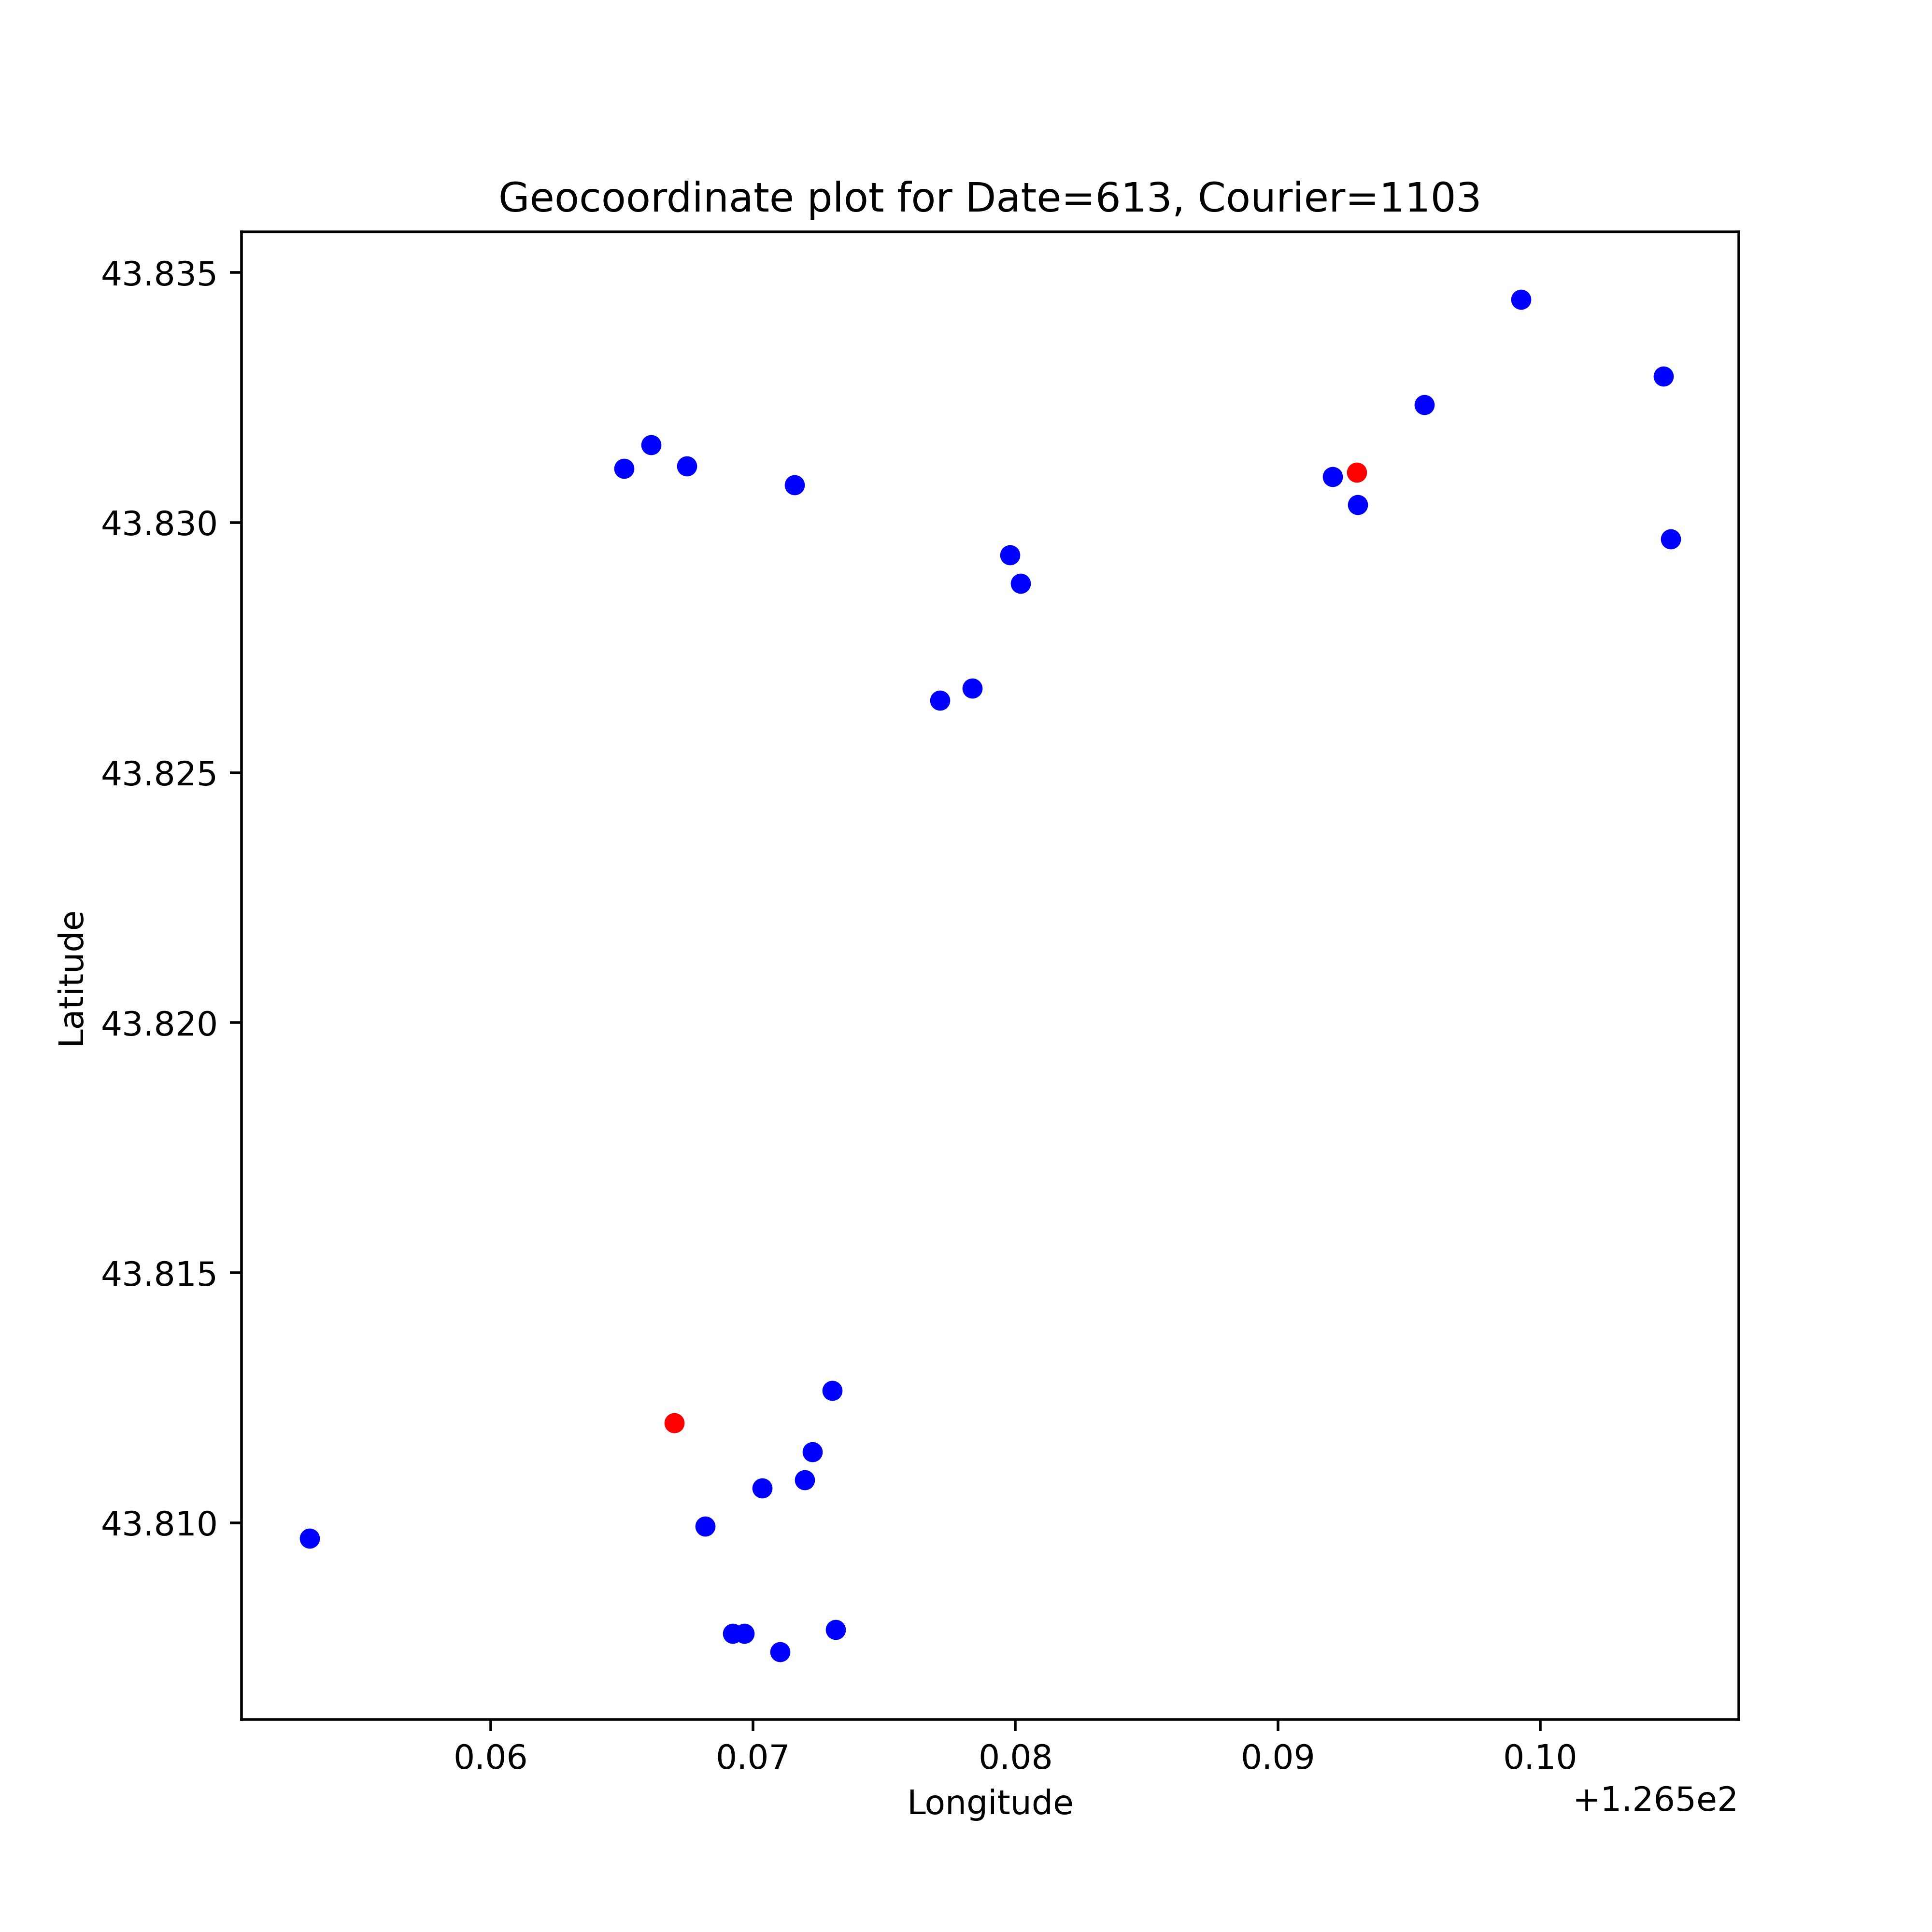 Geocoordinate plot for Date=613, Courier=1103
43.835
43.830
43.825
43.820
43.815
43.810
Latitude
0.06 0.07 0.08 0.09 0.10
+1.265e2
Longitude